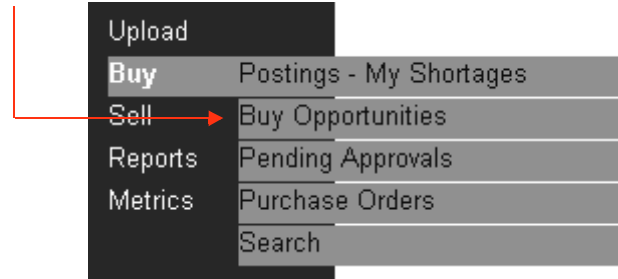 Upload
Buy Postings - My Shortages
Sell Buy Opportunities
Reports Pending Approvals
Metrics Purchase Orders
Search